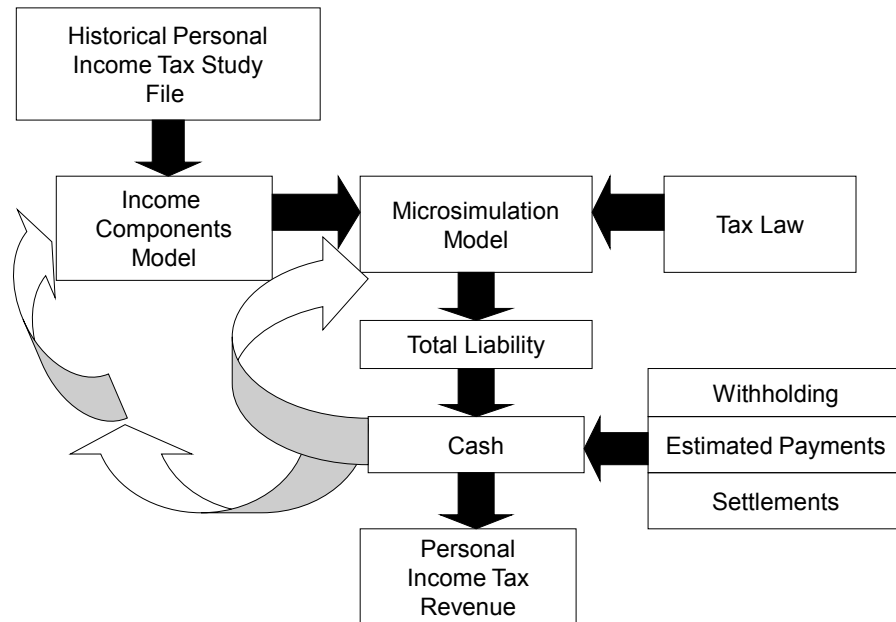 Historical Personal
Income Tax Study
File
Income
Components
Model
Microsimulation
Model
Tax Law
Total Liability
Withholding
Cash
Estimated Payments
Settlements
Personal
Income Tax
Revenue